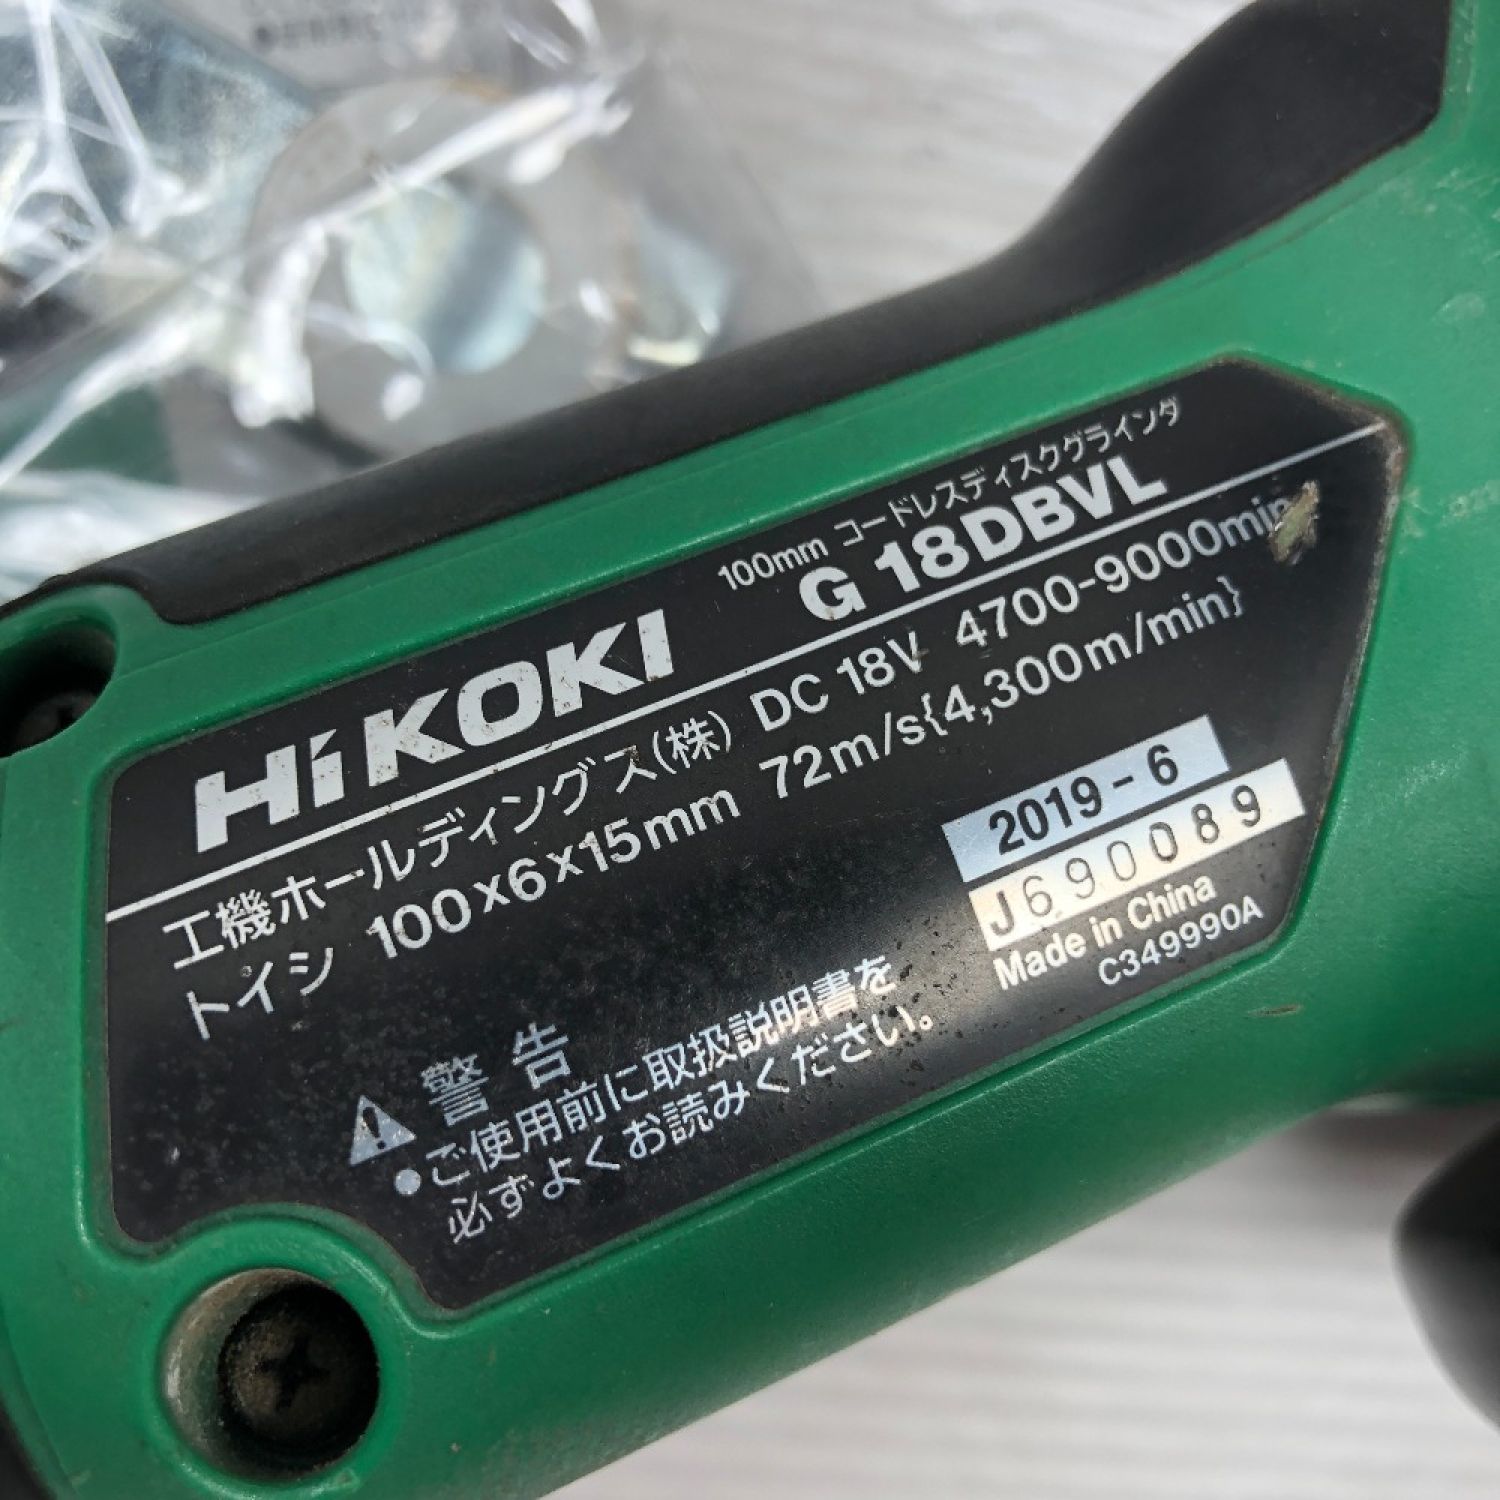 100mm コードレスディスクグラインダ
HiKOKI G 18DBVL
工機ホールディングス(株) DC 18V 4700-9000min
トイシ 100×6×15mm 72m/s{4,300m/min}
2019-6
J690089
Made in China
C349990A
警告
●ご使用前に取扱説明書を
必ずよくお読みください。